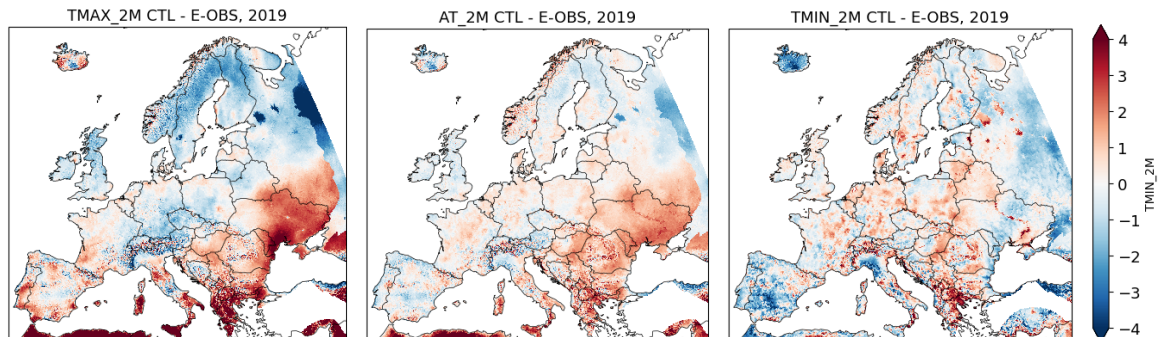 TMAX_2M CTL - E-OBS, 2019
AT_2M CTL - E-OBS, 2019
TMIN_2M CTL - E-OBS, 2019
4
3
2
1
0
−1
−2
−3
−4
TMIN_2M